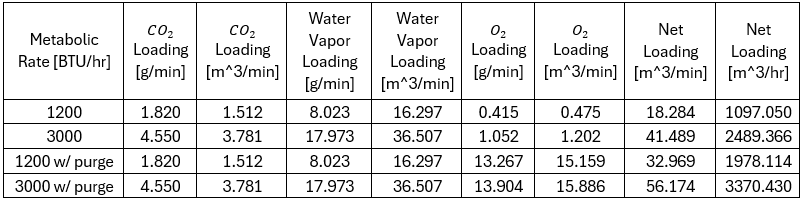 Metabolic Rate [BTU/hr] | CO₂ Loading [g/min] | CO₂ Loading [m^3/min] | Water Vapor Loading [g/min] | Water Vapor Loading [m^3/min] | O₂ Loading [g/min] | O₂ Loading [m^3/min] | Net Loading [m^3/min] | Net Loading [m^3/hr]
1200 | 1.820 | 1.512 | 8.023 | 16.297 | 0.415 | 0.475 | 18.284 | 1097.050
3000 | 4.550 | 3.781 | 17.973 | 36.507 | 1.052 | 1.202 | 41.489 | 2489.366
1200 w/ purge | 1.820 | 1.512 | 8.023 | 16.297 | 13.267 | 15.159 | 32.969 | 1978.114
3000 w/ purge | 4.550 | 3.781 | 17.973 | 36.507 | 13.904 | 15.886 | 56.174 | 3370.430